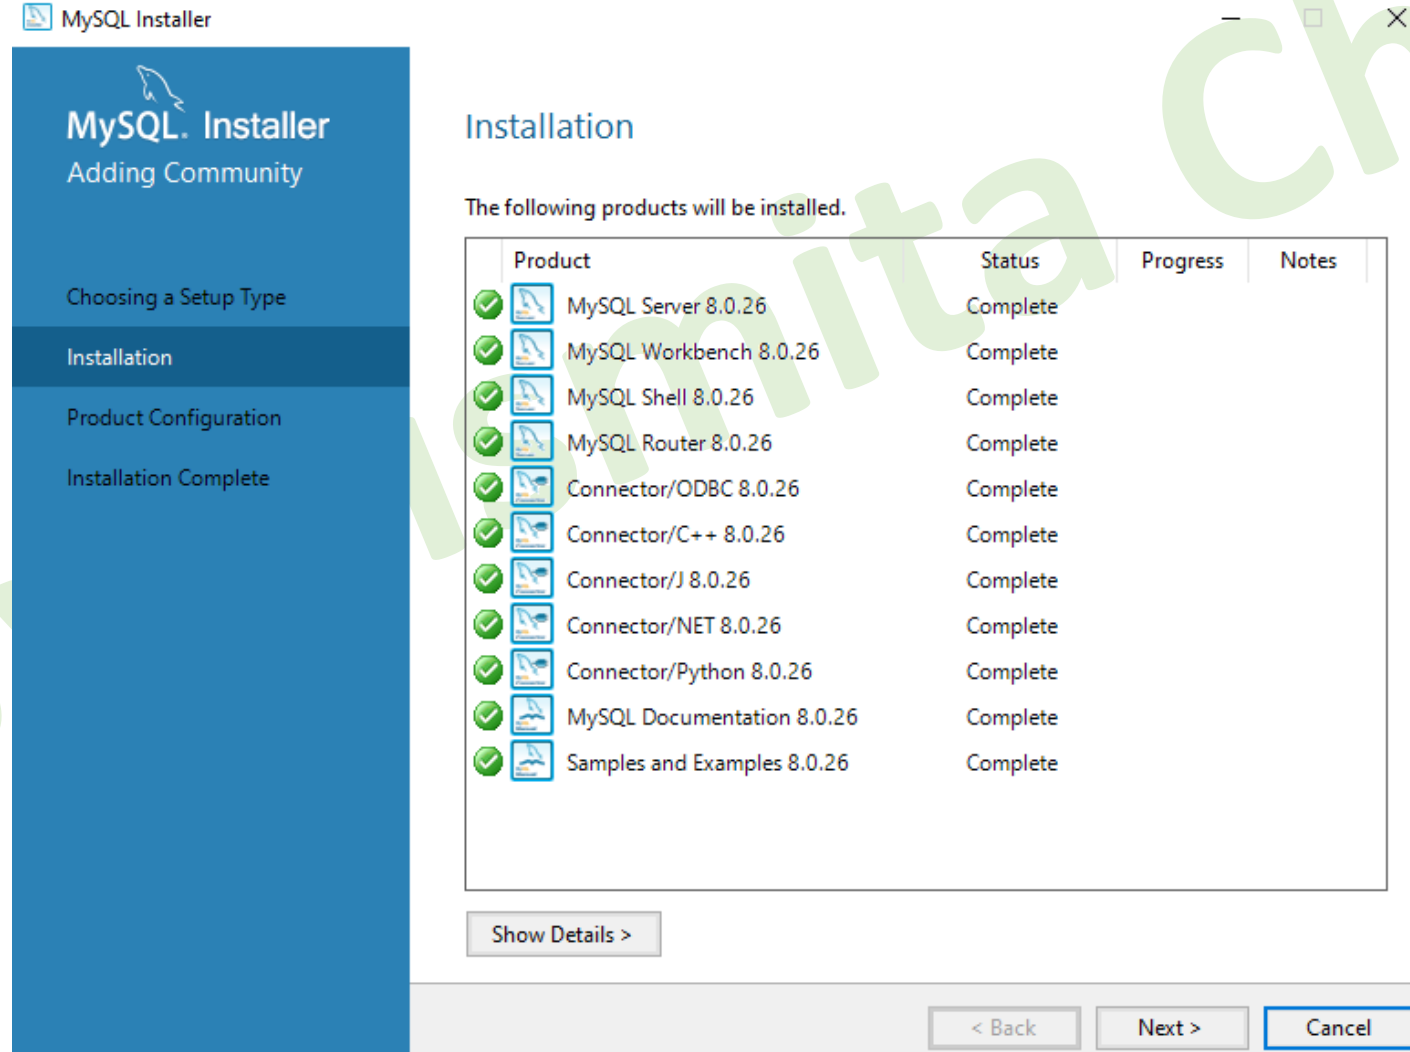 MySQL Installer
MySQL. Installer
Adding Community
Choosing a Setup Type
Installation
Product Configuration
Installation Complete
Installation
The following products will be installed.
Product Status Progress Notes
MySQL Server 8.0.26 Complete
MySQL Workbench 8.0.26 Complete
MySQL Shell 8.0.26 Complete
MySQL Router 8.0.26 Complete
Connector/ODBC 8.0.26 Complete
Connector/C++ 8.0.26 Complete
Connector/J 8.0.26 Complete
Connector/NET 8.0.26 Complete
Connector/Python 8.0.26 Complete
MySQL Documentation 8.0.26 Complete
Samples and Examples 8.0.26 Complete
Show Details >
< Back Next > Cancel